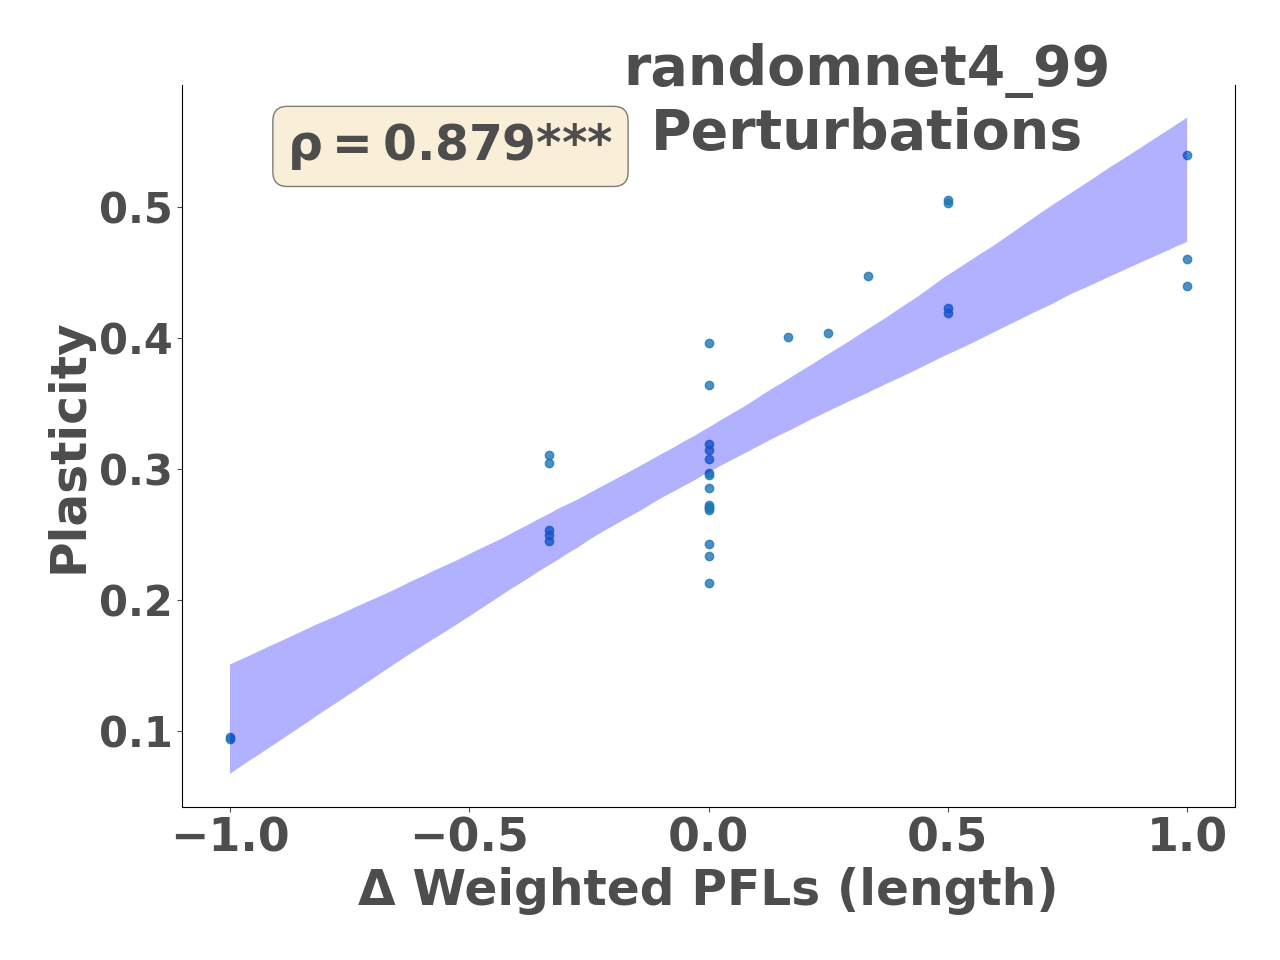 randomnet4_99
Perturbations
ρ = 0.879***
Plasticity
0.5
0.4
0.3
0.2
0.1
−1.0 −0.5 0.0 0.5 1.0
Δ Weighted PFLs (length)